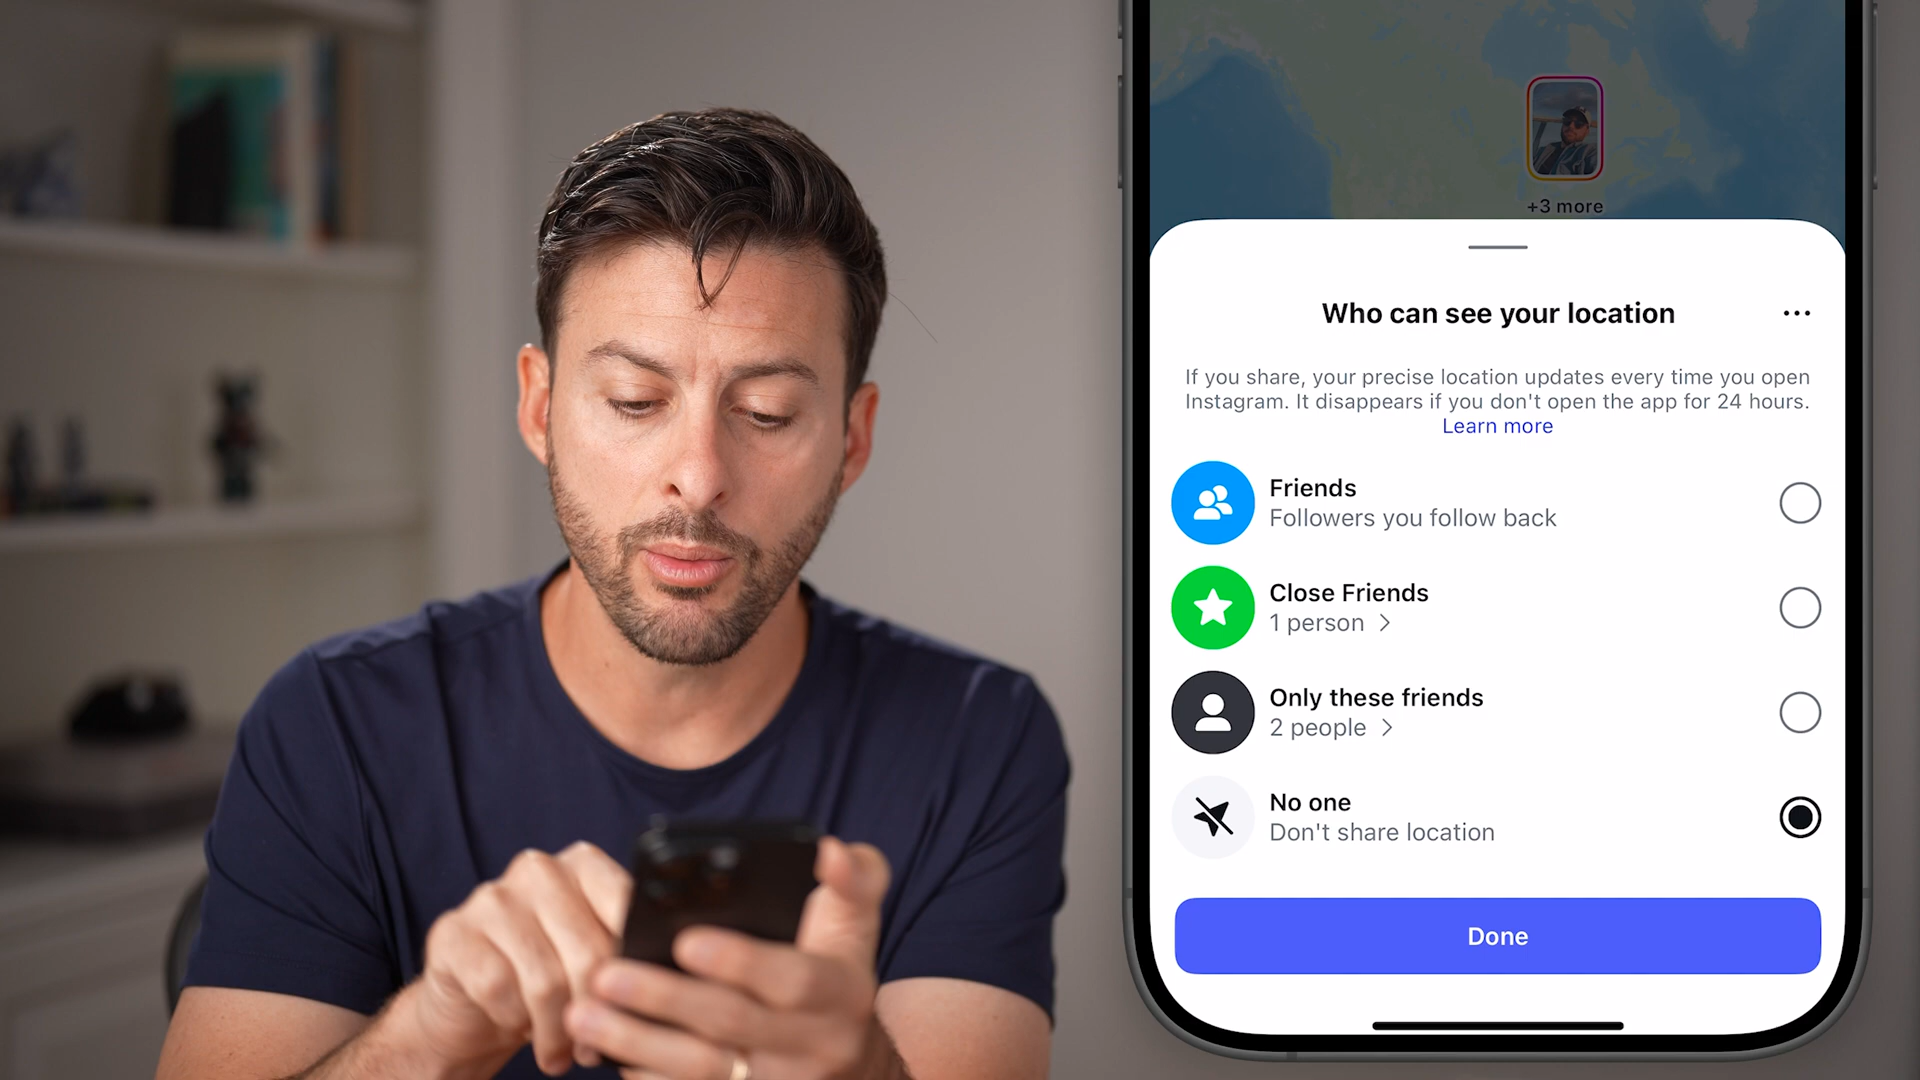 +3 more
Who can see your location
If you share, your precise location updates every time you open
Instagram. It disappears if you don't open the app for 24 hours.
Learn more
Friends
Followers you follow back
Close Friends
1 person
Only these friends
2 people
No one
Don't share location
Done